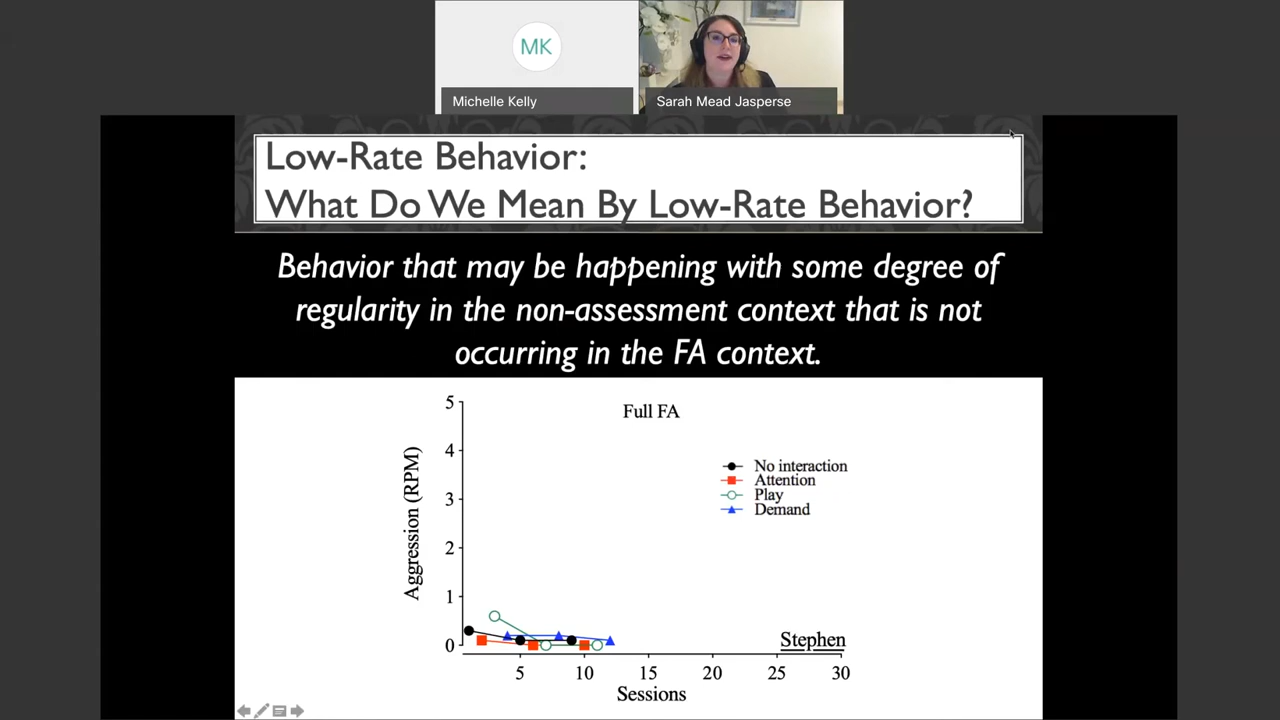 MK
Michelle Kelly
Sarah Mead Jasperse
Low-Rate Behavior:
What Do We Mean By Low-Rate Behavior?
Behavior that may be happening with some degree of
regularity in the non-assessment context that is not
occurring in the FA context.
Full FA
5
4
3
2
1
0
Aggression (RPM)
No interaction
Attention
Play
Demand
Stephen
5 10 15 20 25 30
Sessions